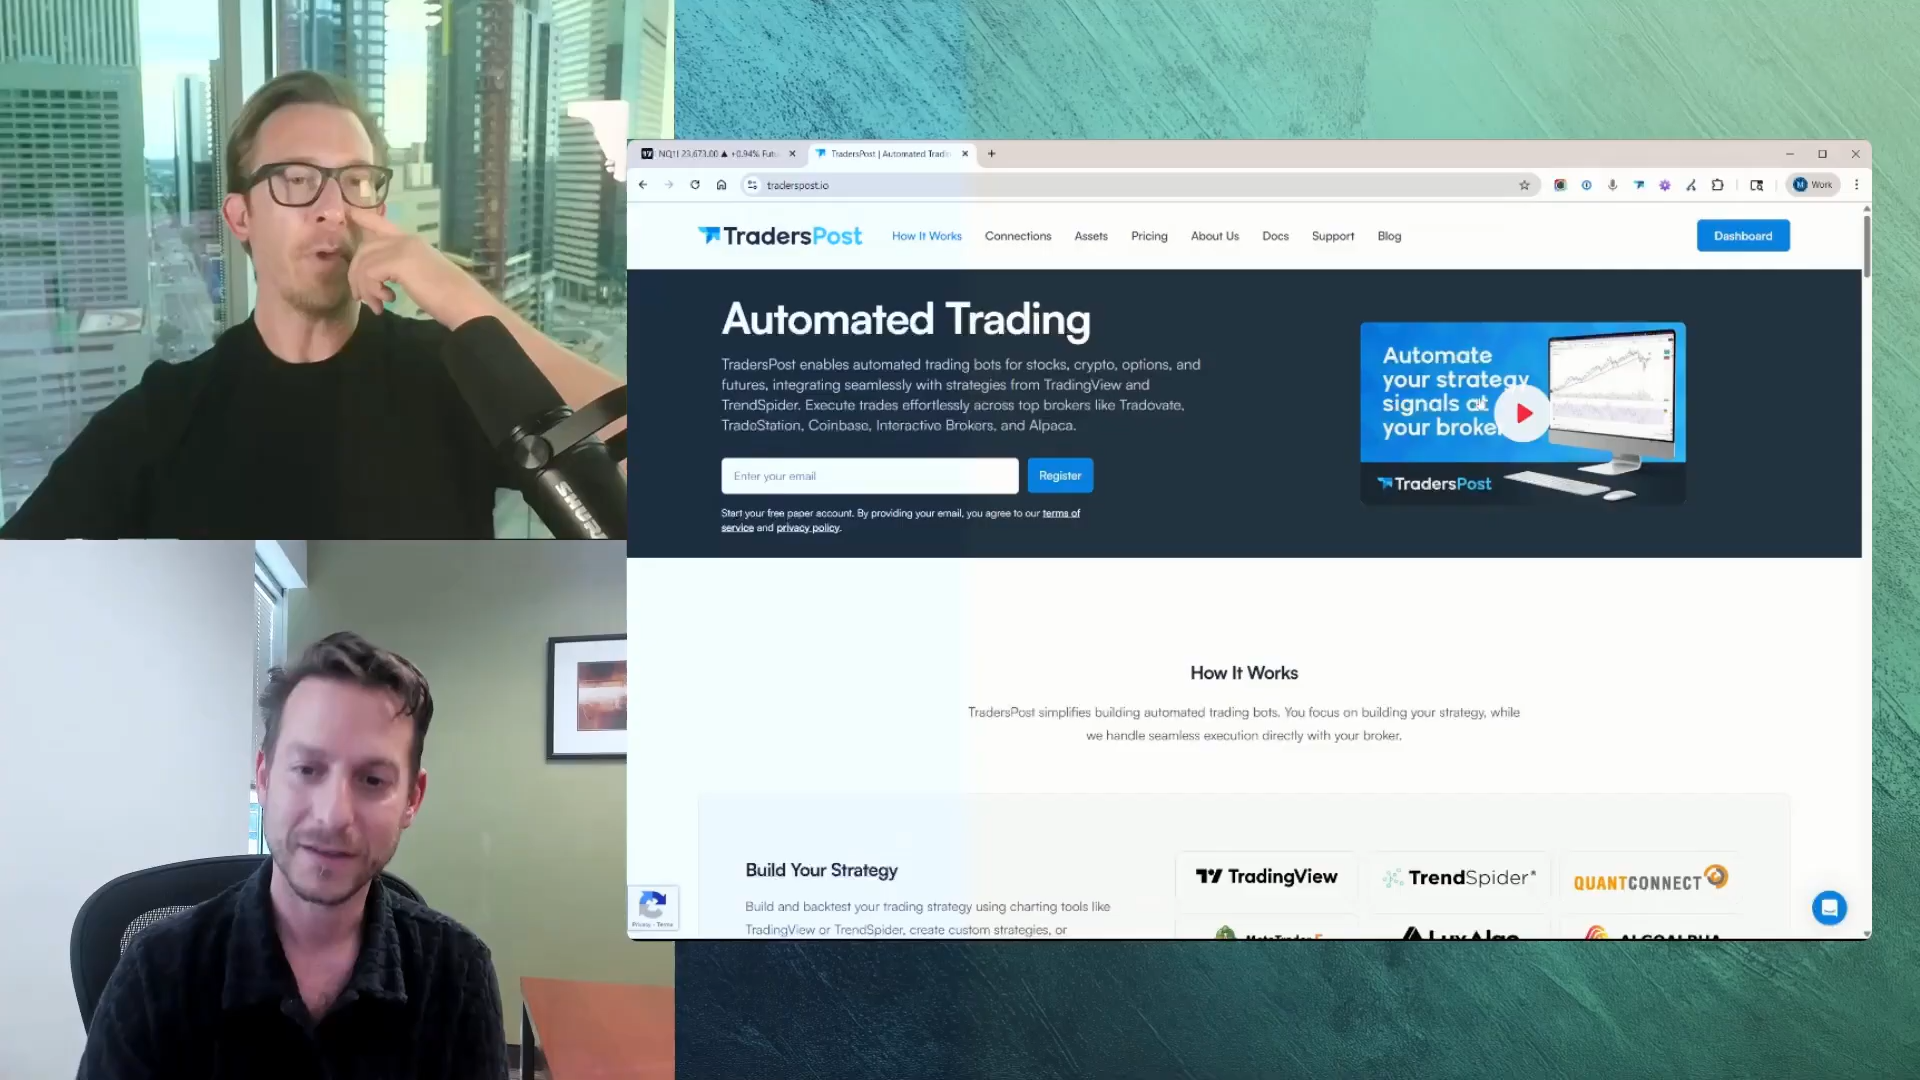 NQ1! 23,673.00 ▲ +0.94%
TradersPost | Automated Tradin
traderspost.io
Work
TradersPost
How It Works
Connections
Assets
Pricing
About Us
Docs
Support
Blog
Dashboard
Automated Trading
TradersPost enables automated trading bots for stocks, crypto, options, and
futures, integrating seamlessly with strategies from TradingView and
TrendSpider. Execute trades effortlessly across top brokers like Tradovate,
TradeStation, Coinbase, Interactive Brokers, and Alpaca.
Enter your email
Register
Start your free paper account. By providing your email, you agree to our terms of
service and privacy policy.
Automate
your strategy
signals at
your broker
TradersPost
SHURE
How It Works
TradersPost simplifies building automated trading bots. You focus on building your strategy, while
we handle seamless execution directly with your broker.
Build Your Strategy
Build and backtest your trading strategy using charting tools like
TradingView or TrendSpider, create custom strategies, or
TradingView
TrendSpider
QUANTCONNECT
LuxAlgo
ALGOALPHA
Privacy - Terms